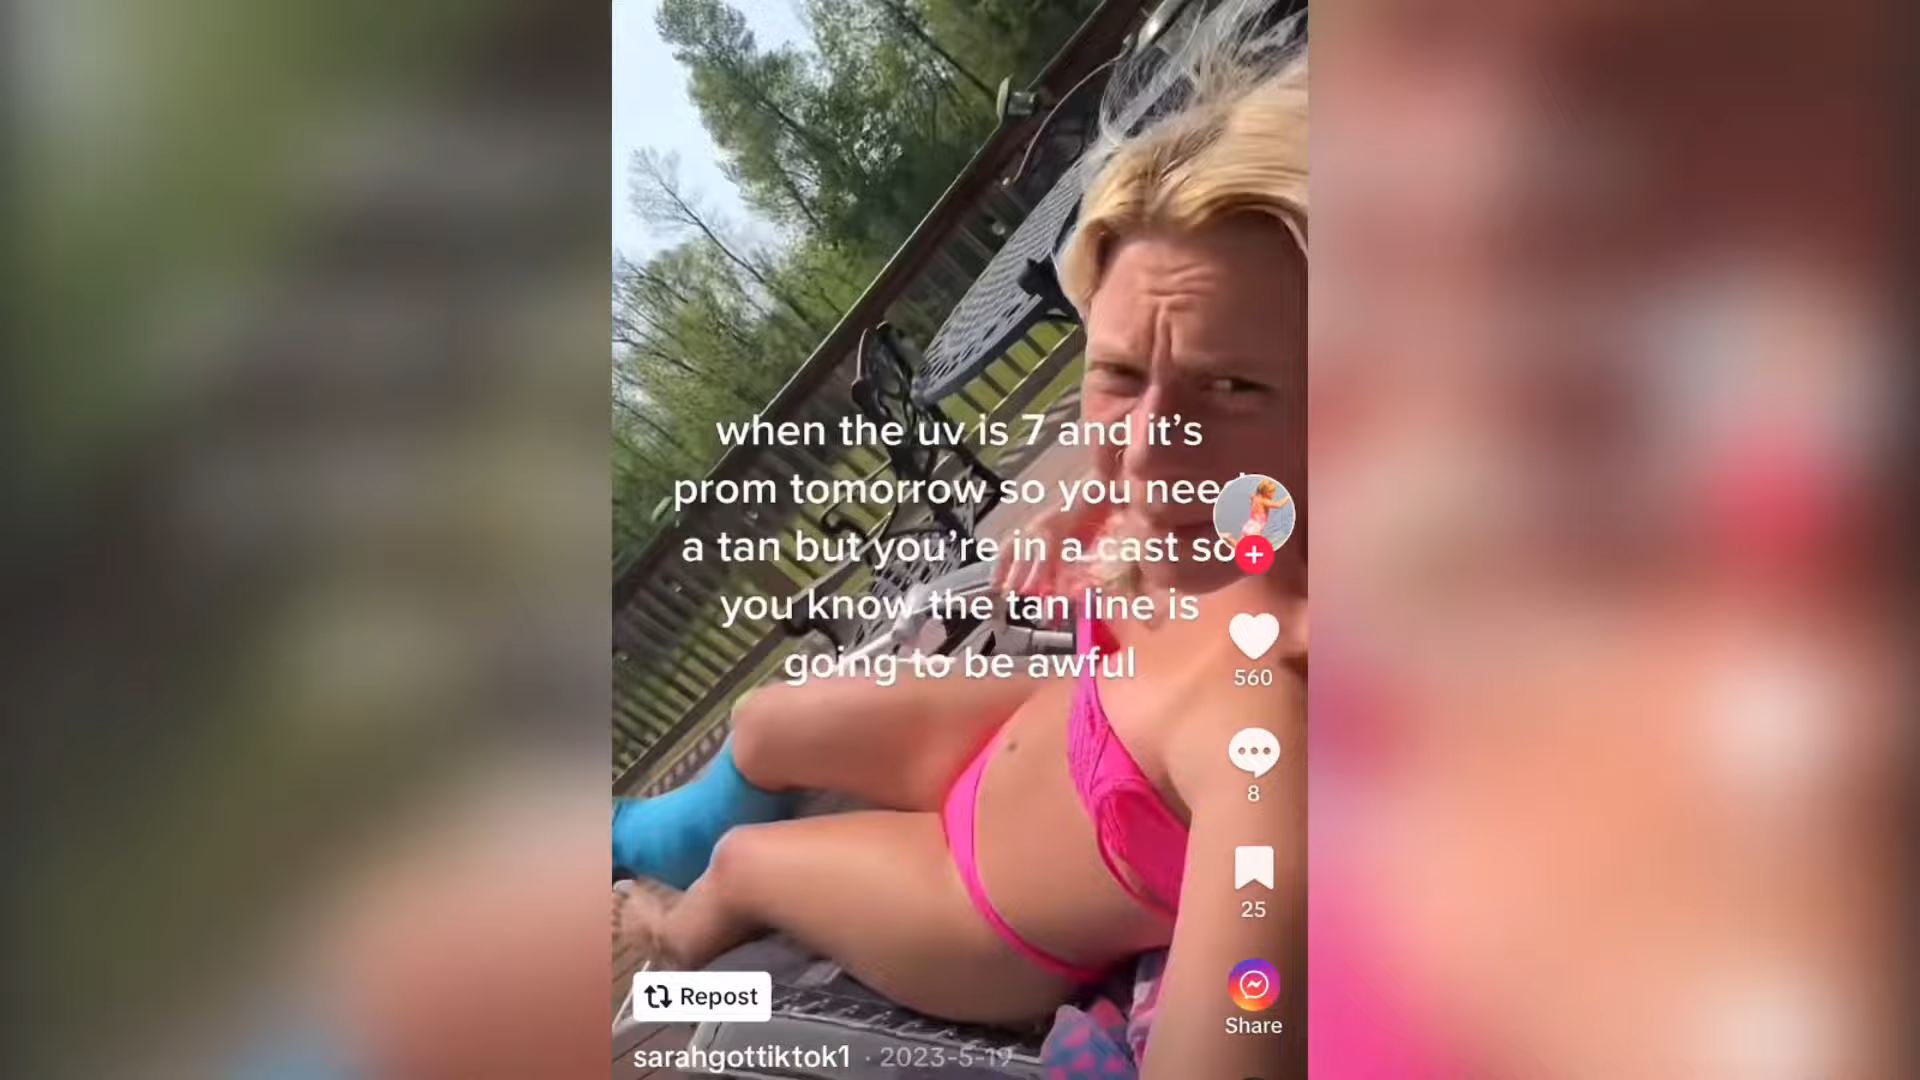 when the uv is 7 and it's
prom tomorrow so you need
a tan but you're in a cast so
you know the tan line is
going to be awful
560
8
25
Share
Repost
sarahgottiktok1 · 2023-5-19